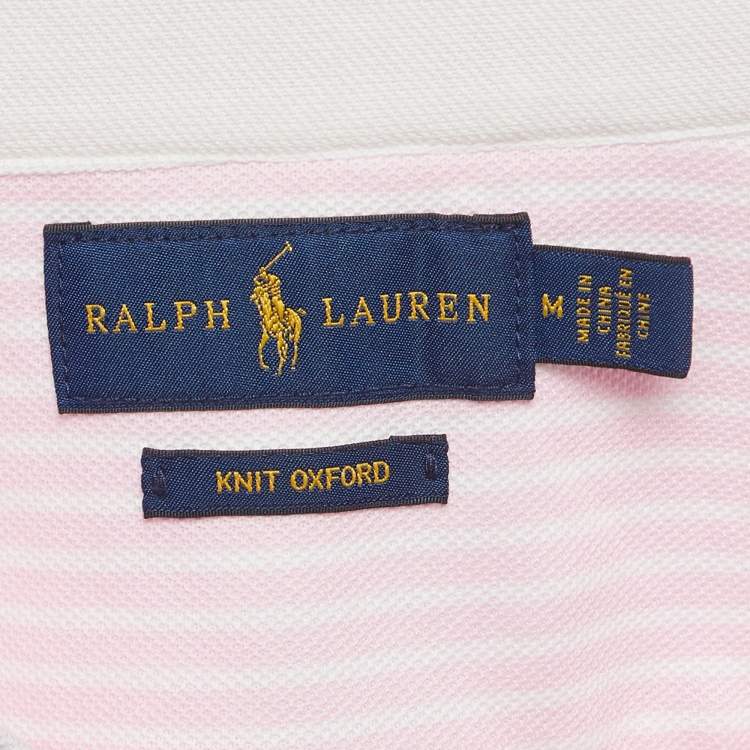 RALPH LAUREN
M
MADE IN
CHINA
FABRIQUÉ EN
CHINE
KNIT OXFORD